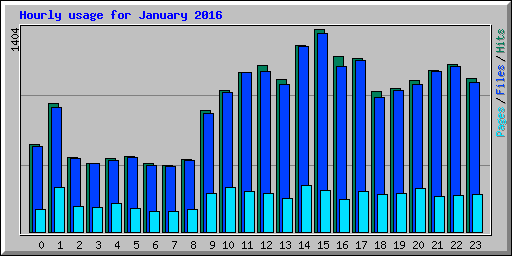 Hourly usage for January 2016
1404
Pages/Files/Hits
0 1 2 3 4 5 6 7 8 9 10 11 12 13 14 15 16 17 18 19 20 21 22 23